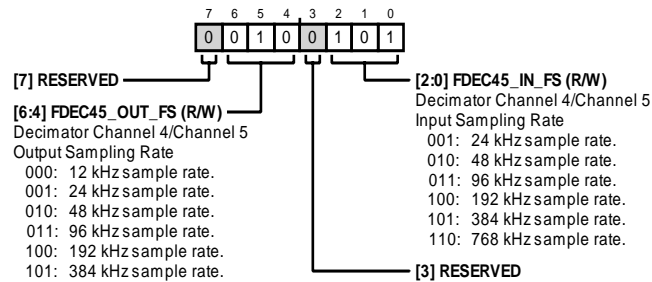 7 6 5 4 3 2 1 0
0 0 1 0 0 1 0 1
[7] RESERVED
[6:4] FDEC45_OUT_FS (R/W)
Decimator Channel 4/Channel 5
Output Sampling Rate
000: 12 kHz sample rate.
001: 24 kHz sample rate.
010: 48 kHz sample rate.
011: 96 kHz sample rate.
100: 192 kHz sample rate.
101: 384 kHz sample rate.
[2:0] FDEC45_IN_FS (R/W)
Decimator Channel 4/Channel 5
Input Sampling Rate
001: 24 kHz sample rate.
010: 48 kHz sample rate.
011: 96 kHz sample rate.
100: 192 kHz sample rate.
101: 384 kHz sample rate.
110: 768 kHz sample rate.
[3] RESERVED